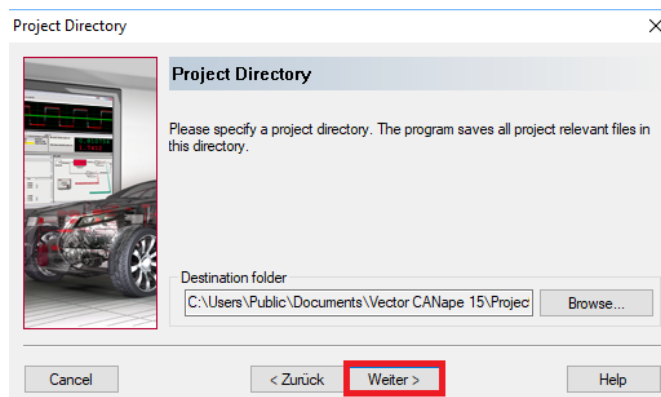 Project Directory
Project Directory
Please specify a project directory. The program saves all project relevant files in
this directory.
Destination folder
C:\Users\Public\Documents\Vector CANape 15\Project
Browse...
Cancel
< Zurück
Weiter >
Help